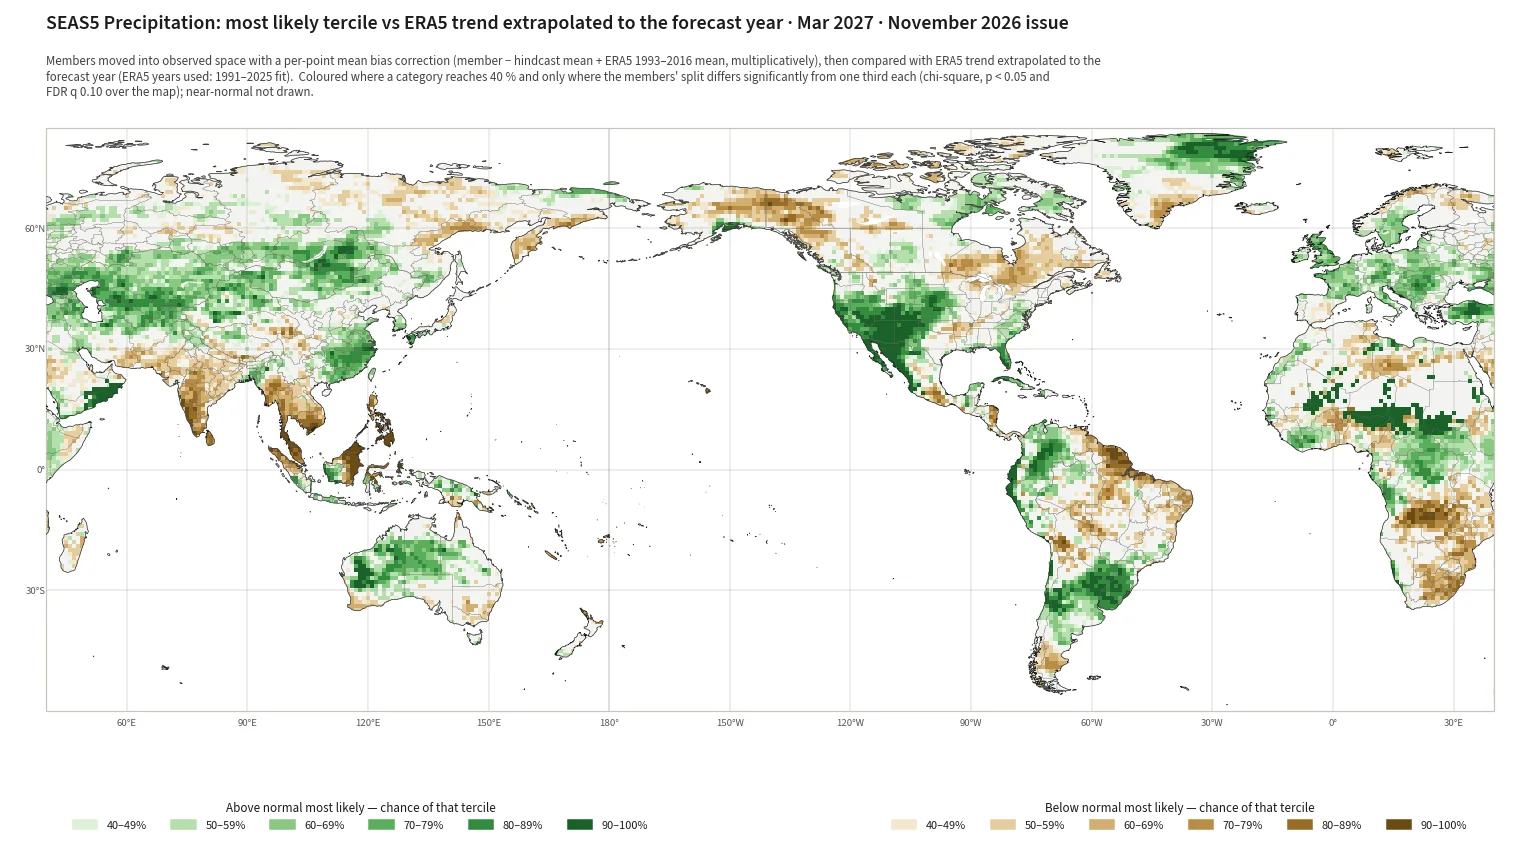 SEAS5 Precipitation: most likely tercile vs ERA5 trend extrapolated to the forecast year · Mar 2027 · November 2026 issue
Members moved into observed space with a per-point mean bias correction (member − hindcast mean + ERA5 1993–2016 mean, multiplicatively), then compared with ERA5 trend extrapolated to the
forecast year (ERA5 years used: 1991–2025 fit). Coloured where a category reaches 40 % and only where the members' split differs significantly from one third each (chi-square, p < 0.05 and
FDR q 0.10 over the map); near-normal not drawn.
60°N
30°N
0°
30°S
60°E 90°E 120°E 150°E 180° 150°W 120°W 90°W 60°W 30°W 0° 30°E
Above normal most likely — chance of that tercile
40–49% 50–59% 60–69% 70–79% 80–89% 90–100%
Below normal most likely — chance of that tercile
40–49% 50–59% 60–69% 70–79% 80–89% 90–100%